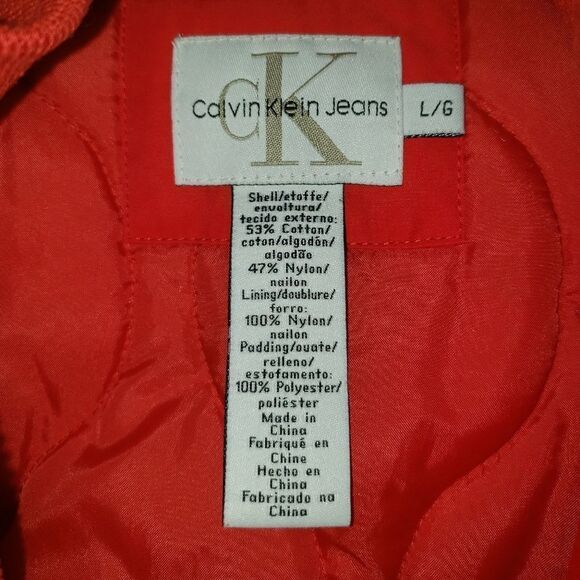 CK
Calvin Klein Jeans
L/G
Shell/etoffe/
envoltura/
tecido externo:
53% Cotton/
coton/algodón/
algodão
47% Nylon/
nailon
Lining/doublure/
forro:
100% Nylon/
nailon
Padding/ouate/
relleno/
estofamento:
100% Polyester/
poliéster
Made in
China
Fabriqué en
Chine
Hecho en
China
Fabricado na
China